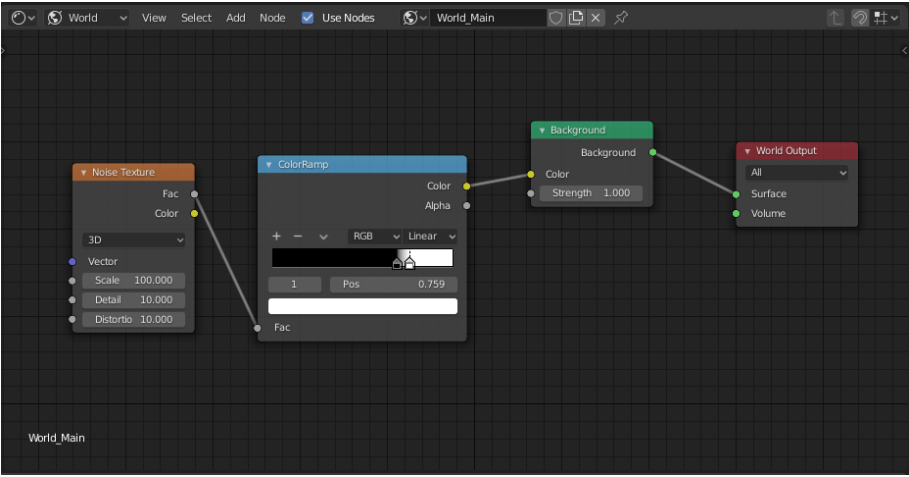 World View Select Add Node Use Nodes World_Main
Noise Texture
Fac
Color
3D
Vector
Scale 100.000
Detail 10.000
Distortio 10.000
ColorRamp
Color
Alpha
RGB Linear
1 Pos 0.759
Fac
Background
Background
Color
Strength 1.000
World Output
All
Surface
Volume
World_Main